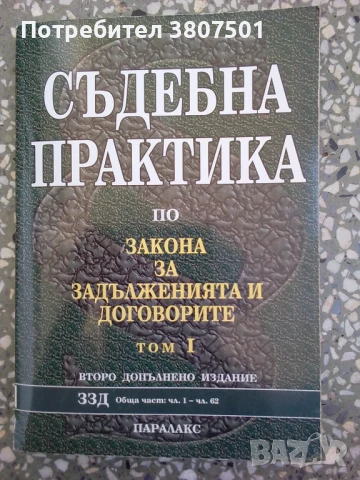 Потребител 3807501
СЪДЕБНА
ПРАКТИКА
ПО
ЗАКОНА
ЗА
ЗАДЪЛЖЕНИЯТА И
ДОГОВОРИТЕ
ТОМ I
ВТОРО ДОПЪЛНЕНО ИЗДАНИЕ
ЗЗД Обща част: чл. 1 – чл. 62
ПАРАЛАКС
BAZAR